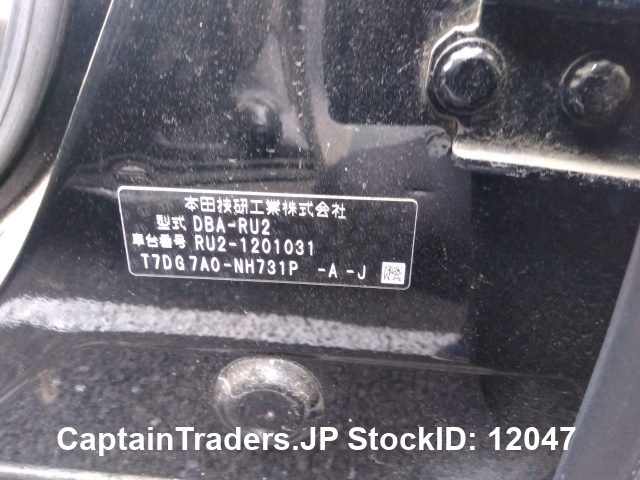 本田技研工業株式会社
型式 DBA-RU2
車台番号 RU2-1201031
T7DG7A0-NH731P -A-J
CaptainTraders.JP StockID: 12047